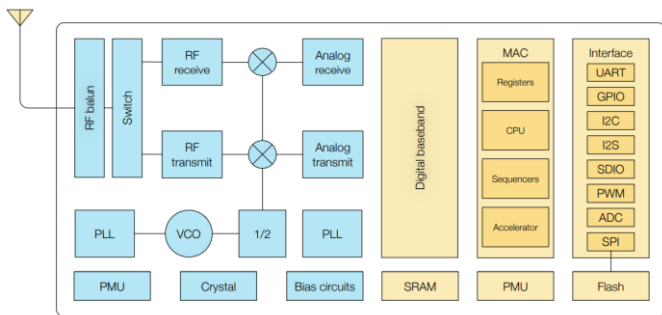 RF balun
Switch
RF
receive
Analog
receive
RF
transmit
Analog
transmit
PLL
VCO
1/2
PLL
PMU
Crystal
Bias circuits
Digital baseband
SRAM
MAC
Registers
CPU
Sequencers
Accelerator
PMU
Interface
UART
GPIO
I2C
I2S
SDIO
PWM
ADC
SPI
Flash